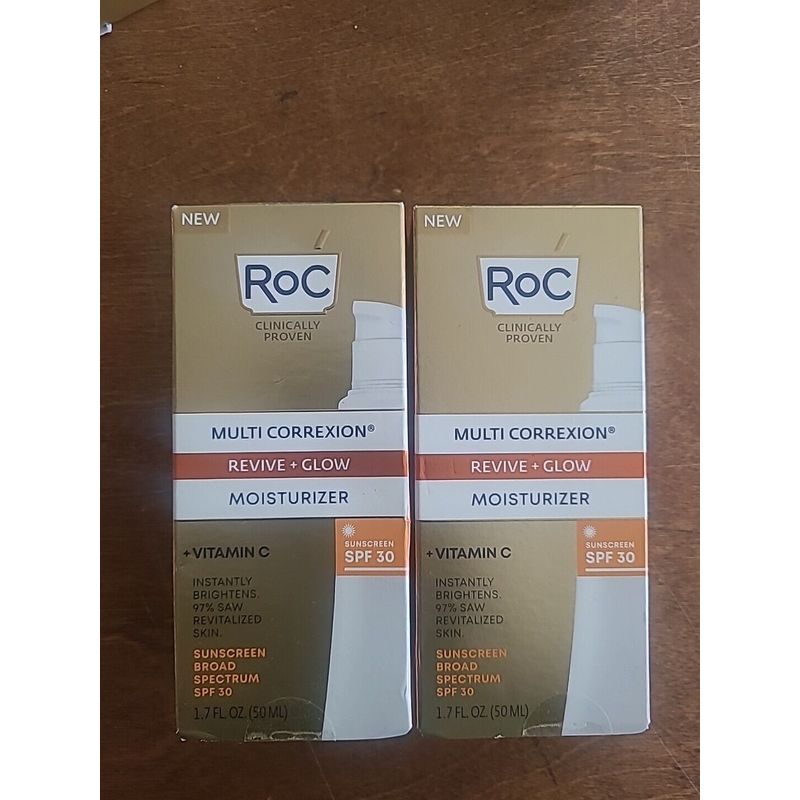 NEW
RoC
CLINICALLY
PROVEN
MULTI CORREXION®
REVIVE + GLOW
MOISTURIZER
+ VITAMIN C
SUNSCREEN
SPF 30
INSTANTLY
BRIGHTENS.
97% SAW
REVITALIZED
SKIN.
SUNSCREEN
BROAD
SPECTRUM
SPF 30
1.7 FL. OZ. (50 ML)
NEW
RoC
CLINICALLY
PROVEN
MULTI CORREXION®
REVIVE + GLOW
MOISTURIZER
+ VITAMIN C
SUNSCREEN
SPF 30
INSTANTLY
BRIGHTENS.
97% SAW
REVITALIZED
SKIN.
SUNSCREEN
BROAD
SPECTRUM
SPF 30
1.7 FL. OZ. (50 ML)